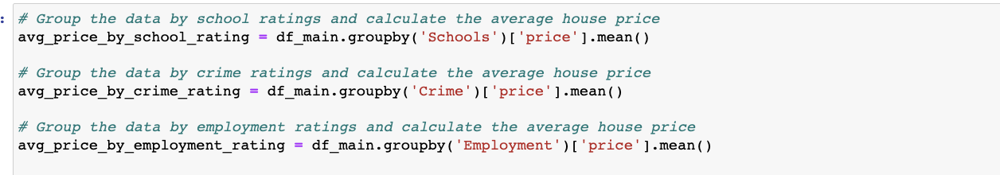 : # Group the data by school ratings and calculate the average house price
avg_price_by_school_rating = df_main.groupby('Schools')['price'].mean()
# Group the data by crime ratings and calculate the average house price
avg_price_by_crime_rating = df_main.groupby('Crime')['price'].mean()
# Group the data by employment ratings and calculate the average house price
avg_price_by_employment_rating = df_main.groupby('Employment')['price'].mean()